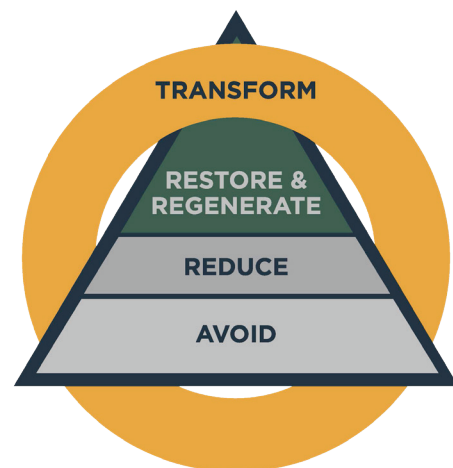 TRANSFORM
RESTORE &
REGENERATE
REDUCE
AVOID